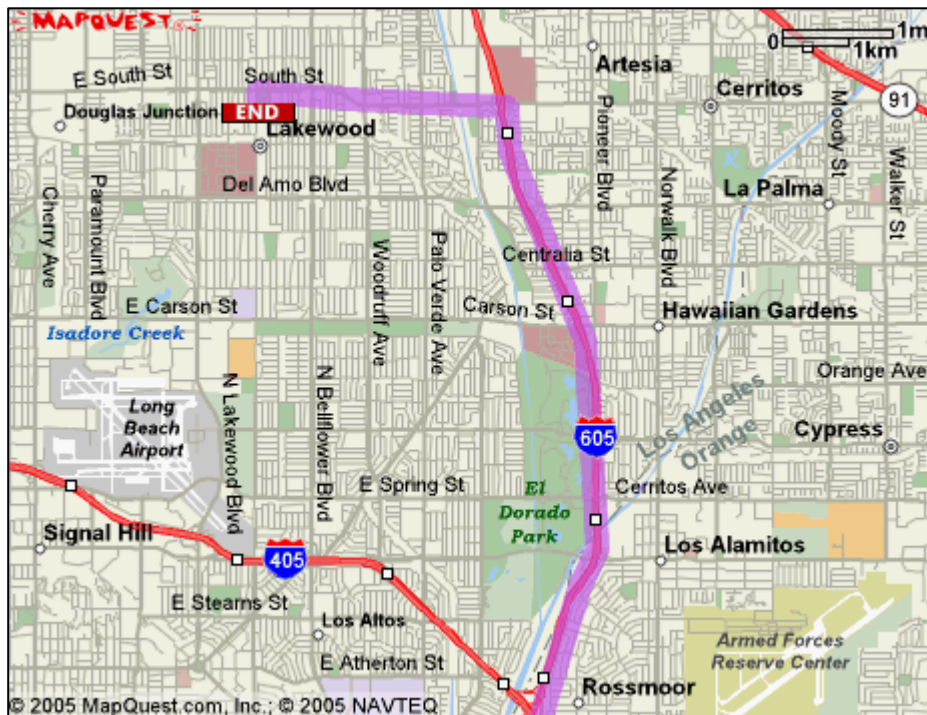 MAPQUEST
1m
0
1km
Artesia
E South St
South St
Cerritos
91
Douglas Junction
END
Lakewood
Pioneer Blvd
Moody St
Walker St
Del Amo Blvd
La Palma
Cherry Ave
Paramount Blvd
Norwalk Blvd
Woodruff Ave
Palo Verde Ave
Centralia St
E Carson St
Carson St
Hawaiian Gardens
Isadore Creek
Orange Ave
N Lakewood Blvd
N Bellflower Blvd
Long
Beach
Airport
Los Angeles
Orange
605
Cypress
E Spring St
El
Dorado
Park
Cerritos Ave
Signal Hill
405
Los Alamitos
E Stearns St
Los Altos
Armed Forces
Reserve Center
E Atherton St
Rossmoor
© 2005 MapQuest.com, Inc.; © 2005 NAVTEQ